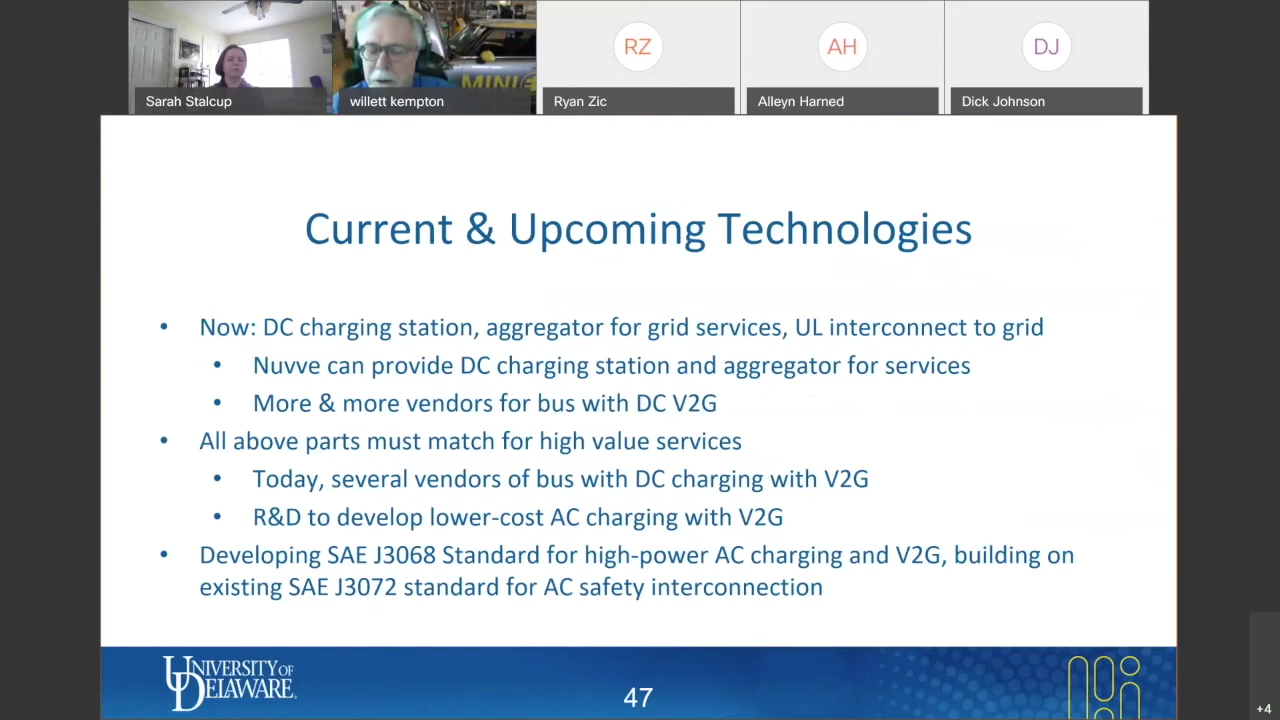 MINI E
RZ
AH
DJ
Sarah Stalcup
willett kempton
Ryan Zic
Alleyn Harned
Dick Johnson
Current & Upcoming Technologies
• Now: DC charging station, aggregator for grid services, UL interconnect to grid
• Nuvve can provide DC charging station and aggregator for services
• More & more vendors for bus with DC V2G
• All above parts must match for high value services
• Today, several vendors of bus with DC charging with V2G
• R&D to develop lower-cost AC charging with V2G
• Developing SAE J3068 Standard for high-power AC charging and V2G, building on
existing SAE J3072 standard for AC safety interconnection
UNIVERSITY OF
DELAWARE
47
+4